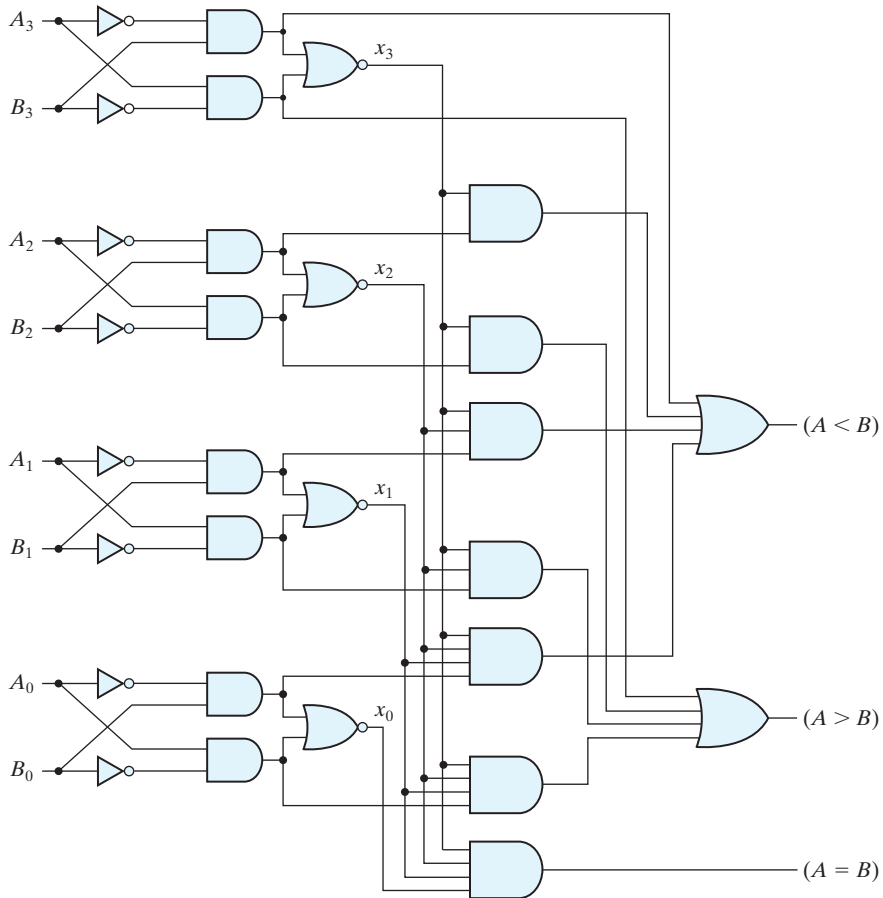 A₃
x₃
B₃
A₂
x₂
B₂
(A < B)
A₁
x₁
B₁
A₀
x₀
(A > B)
B₀
(A = B)